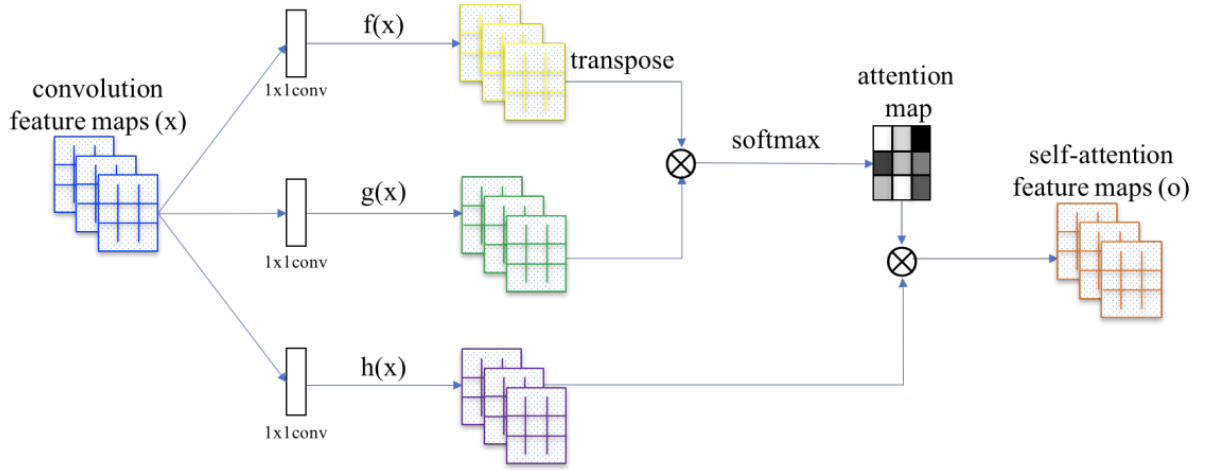 f(x)
1x1conv
transpose
convolution
feature maps (x)
attention
map
softmax
self-attention
feature maps (o)
g(x)
1x1conv
h(x)
1x1conv